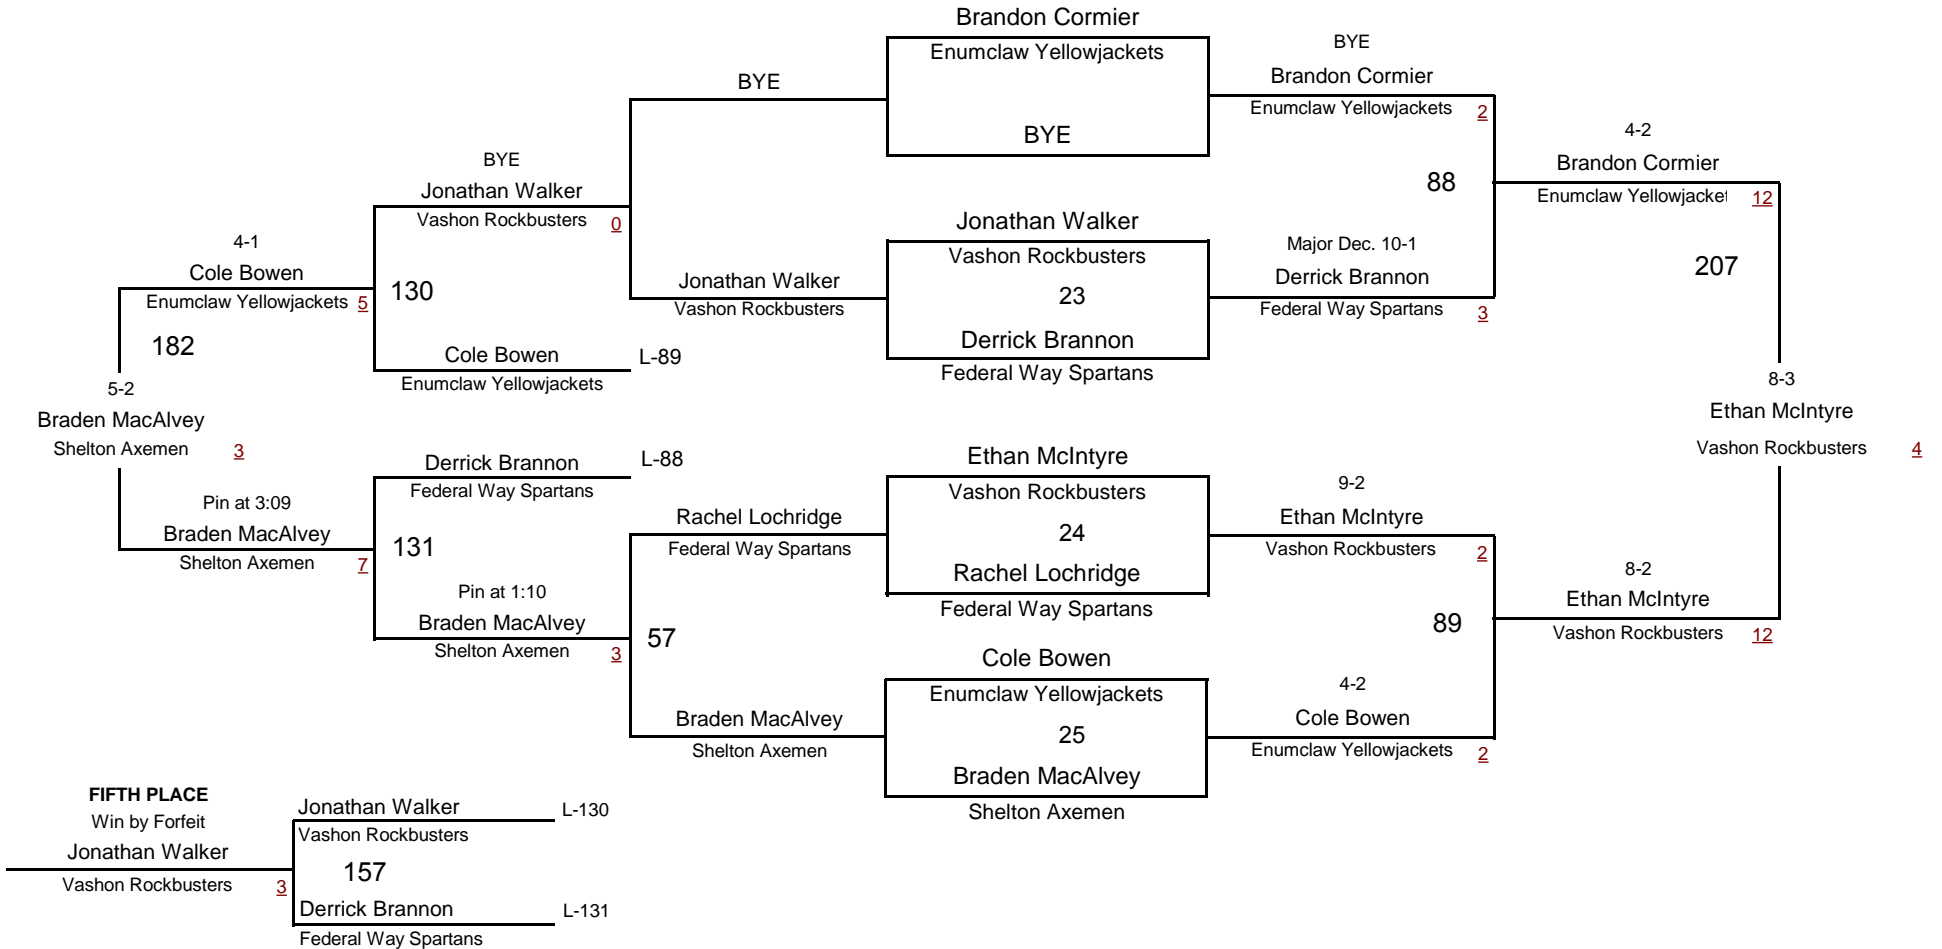 Brandon Cormier
Enumclaw Yellowjackets
BYE
BYE
Brandon Cormier
Enumclaw Yellowjackets 2
BYE
4-2
Brandon Cormier
Enumclaw Yellowjacket 12
BYE
Jonathan Walker
Vashon Rockbusters 0
88
Jonathan Walker
Vashon Rockbusters
23
Derrick Brannon
Federal Way Spartans
Major Dec. 10-1
Derrick Brannon
Federal Way Spartans 3
207
4-1
Cole Bowen
Enumclaw Yellowjackets 5
130
Jonathan Walker
Vashon Rockbusters
182
Cole Bowen L-89
Enumclaw Yellowjackets
5-2
Braden MacAlvey
Shelton Axemen 3
8-3
Ethan McIntyre
Vashon Rockbusters 4
Derrick Brannon L-88
Federal Way Spartans
Ethan McIntyre
Vashon Rockbusters
24
Rachel Lochridge
Federal Way Spartans
9-2
Ethan McIntyre
Vashon Rockbusters 2
Pin at 3:09
Braden MacAlvey
Shelton Axemen 7
131
Rachel Lochridge
Federal Way Spartans
Pin at 1:10
Braden MacAlvey
Shelton Axemen 3
57
89
8-2
Ethan McIntyre
Vashon Rockbusters 12
Cole Bowen
Enumclaw Yellowjackets
25
Braden MacAlvey
Shelton Axemen
4-2
Cole Bowen
Enumclaw Yellowjackets 2
Braden MacAlvey
Shelton Axemen
FIFTH PLACE
Win by Forfeit
Jonathan Walker
Vashon Rockbusters 3
Jonathan Walker L-130
Vashon Rockbusters
157
Derrick Brannon L-131
Federal Way Spartans